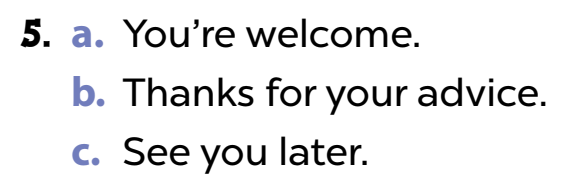 5. a. You're welcome.
b. Thanks for your advice.
c. See you later.